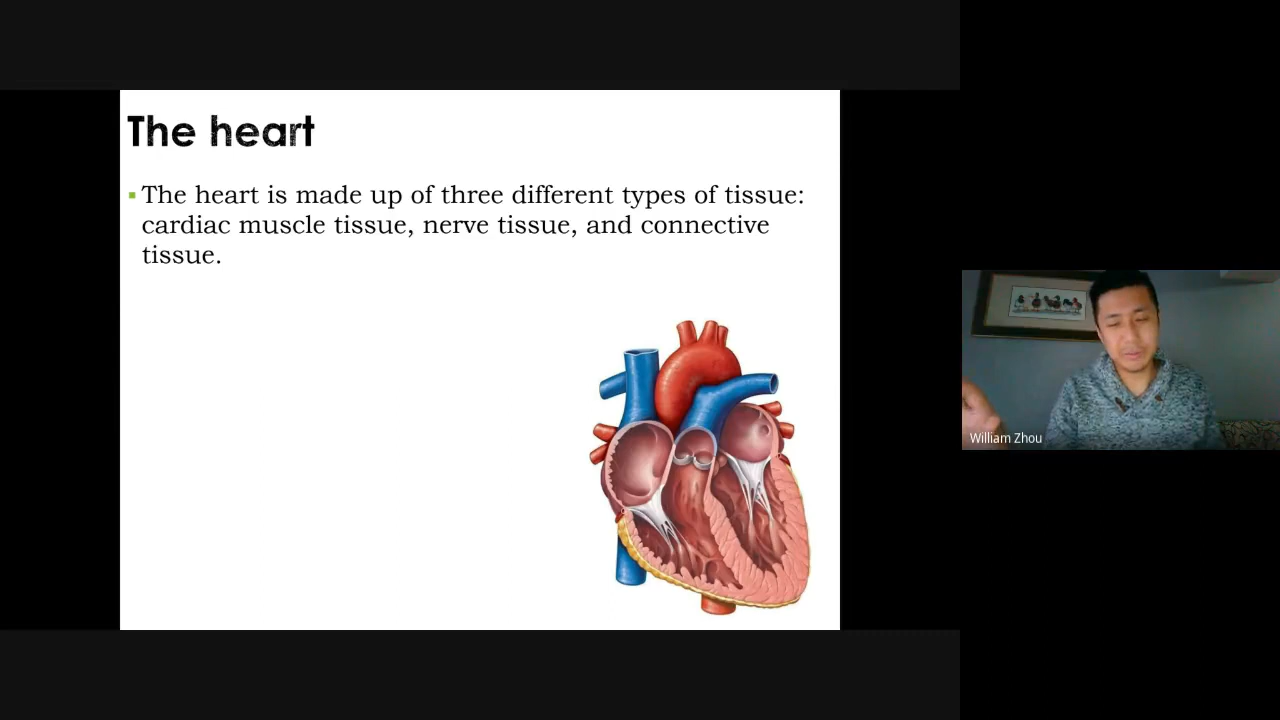 The heart
▪ The heart is made up of three different types of tissue:
cardiac muscle tissue, nerve tissue, and connective
tissue.
William Zhou